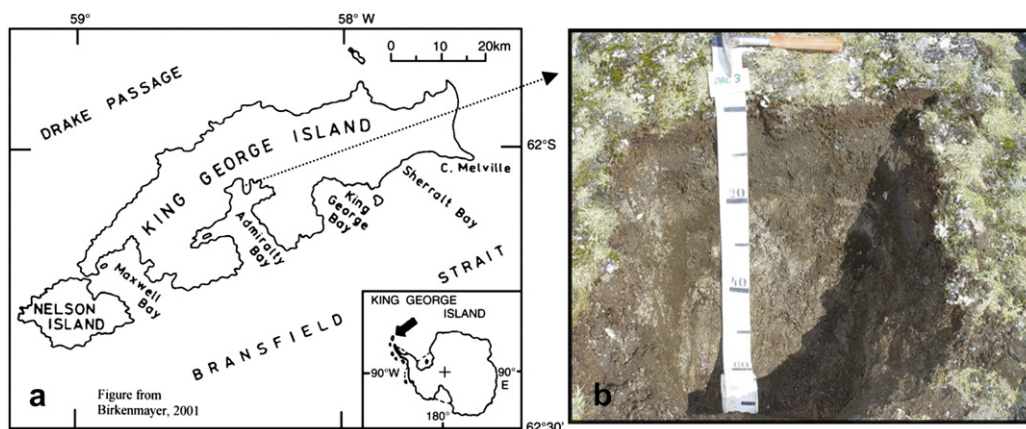 59°
58° W
0 10 20km
DRAKE PASSAGE
62°S
KING GEORGE ISLAND
C. Melville
Sherralt Bay
King
George
Bay
Admiralty
Bay
Maxwell
Bay
NELSON
ISLAND
BRANSFIELD STRAIT
KING GEORGE
ISLAND
90°W
90°
E
180°
62°30'
a
Figure from
Birkenmayer, 2001
20
40
60
b